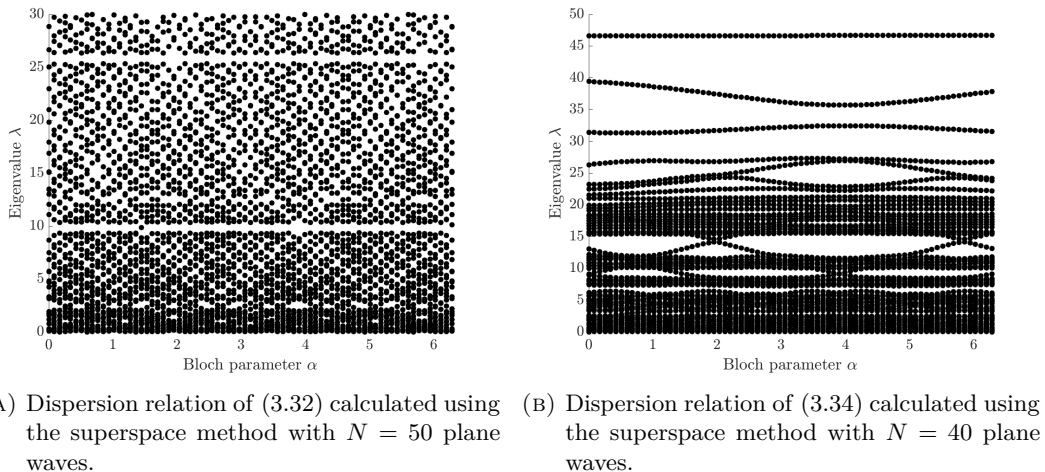 30
25
20
15
10
5
0
Eigenvalue λ
0 1 2 3 4 5 6
Bloch parameter α
50
45
40
35
30
25
20
15
10
5
0
Eigenvalue λ
0 1 2 3 4 5 6
Bloch parameter α
) Dispersion relation of (3.32) calculated using
the superspace method with N = 50 plane
waves.
(B) Dispersion relation of (3.34) calculated using
the superspace method with N = 40 plane
waves.